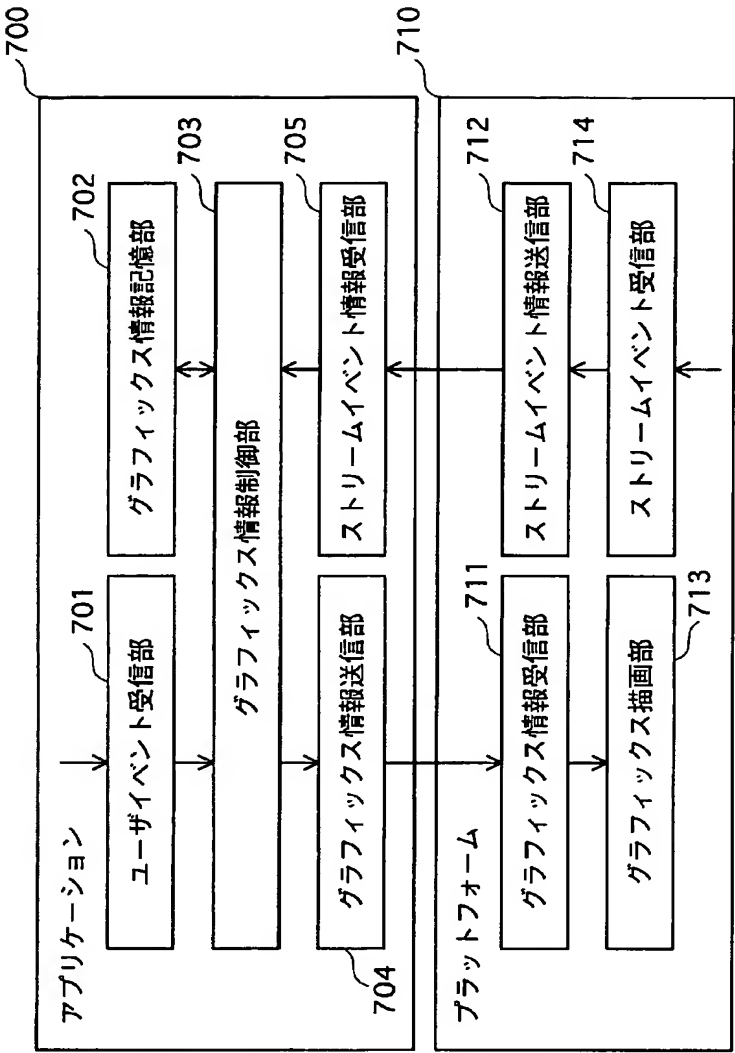 700
アプリケーション
701
ユーザイベント受信部
702
グラフィックス情報記憶部
703
グラフィックス情報制御部
704
グラフィックス情報送信部
705
ストリームイベント情報受信部
710
プラットフォーム
711
グラフィックス情報受信部
712
ストリームイベント情報送信部
713
グラフィックス描画部
714
ストリームイベント受信部